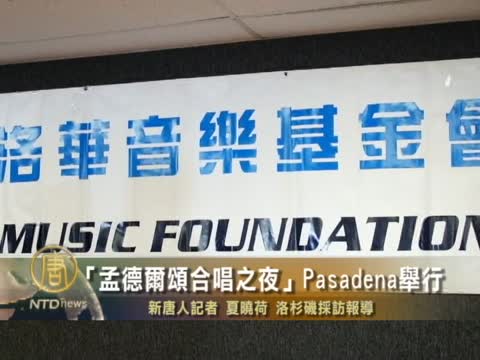 洛華音樂基金會
MUSIC FOUNDATION
「孟德爾頌合唱之夜」Pasadena舉行
NTDnews
新唐人記者 夏曉荷 洛杉磯採訪報導